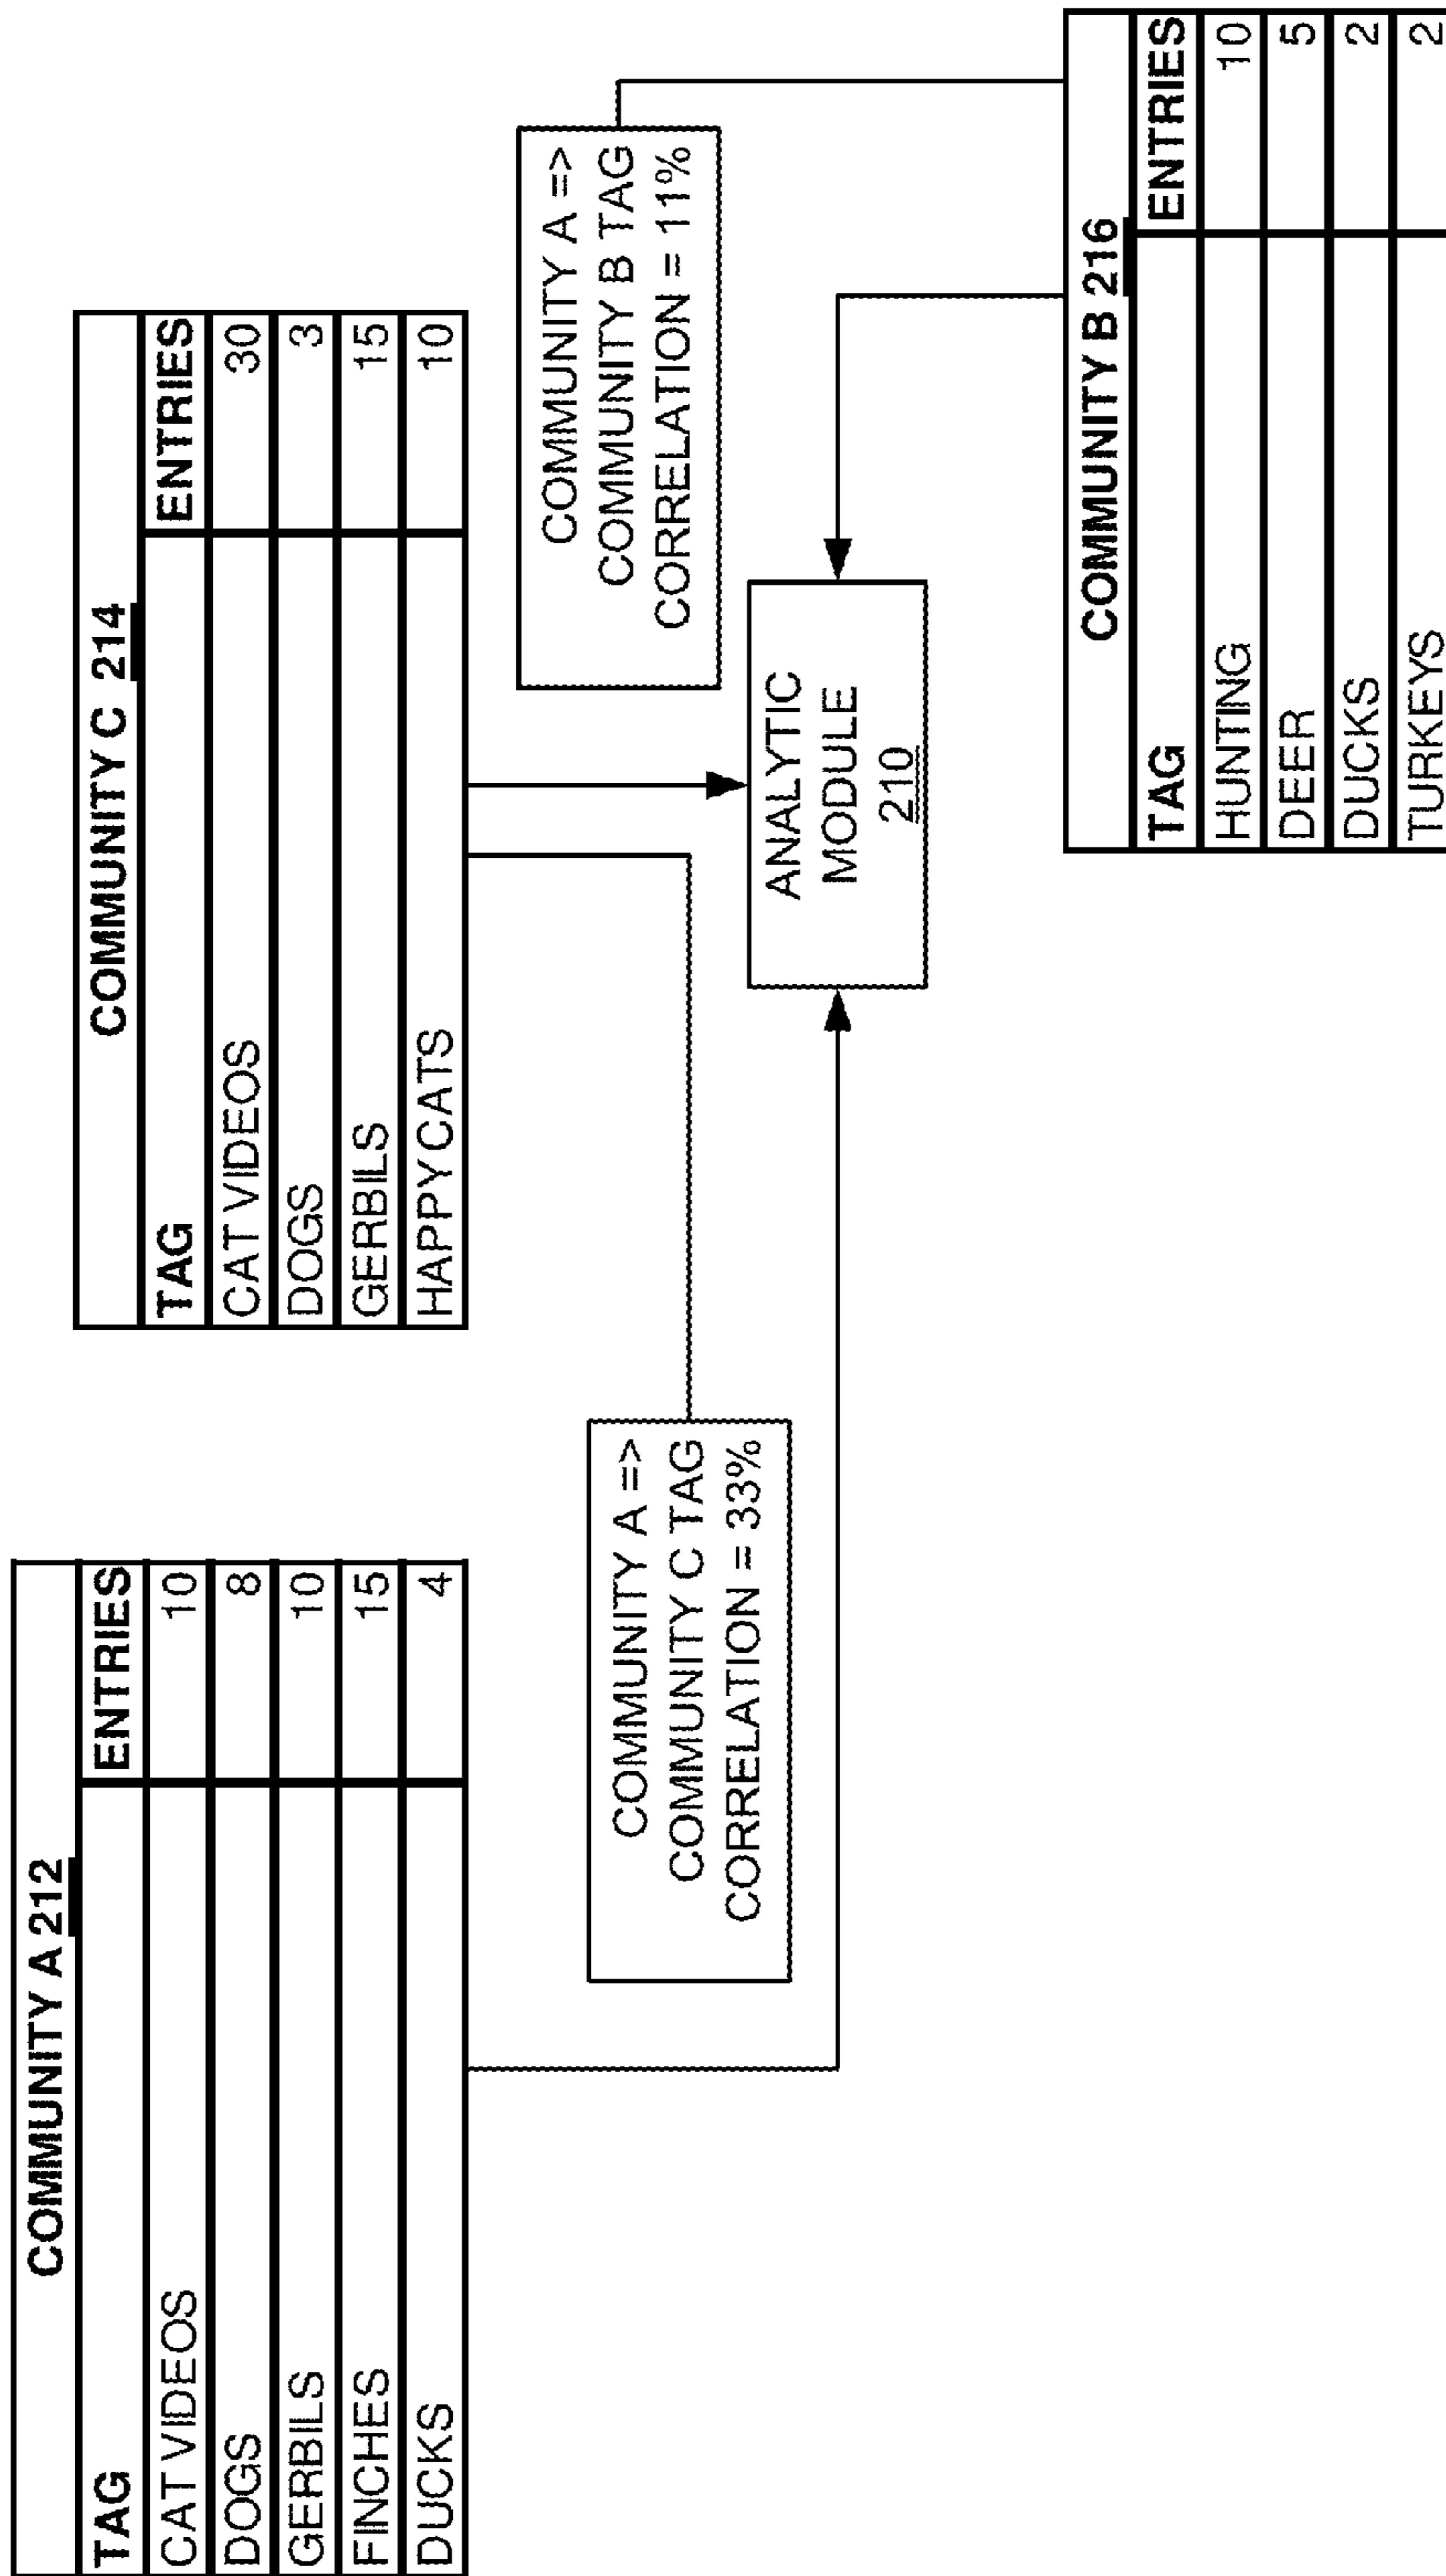 COMMUNITY A 212
TAG ENTRIES
CAT VIDEOS 10
DOGS 8
GERBILS 10
FINCHES 15
DUCKS 4
COMMUNITY C 214
TAG ENTRIES
CAT VIDEOS 30
DOGS 3
GERBILS 15
HAPPYCATS 10
COMMUNITY A =>
COMMUNITY C TAG
CORRELATION = 33%
COMMUNITY A =>
COMMUNITY B TAG
CORRELATION = 11%
ANALYTIC
MODULE
210
COMMUNITY B 216
TAG ENTRIES
HUNTING 10
DEER 5
DUCKS 2
TURKEYS 2